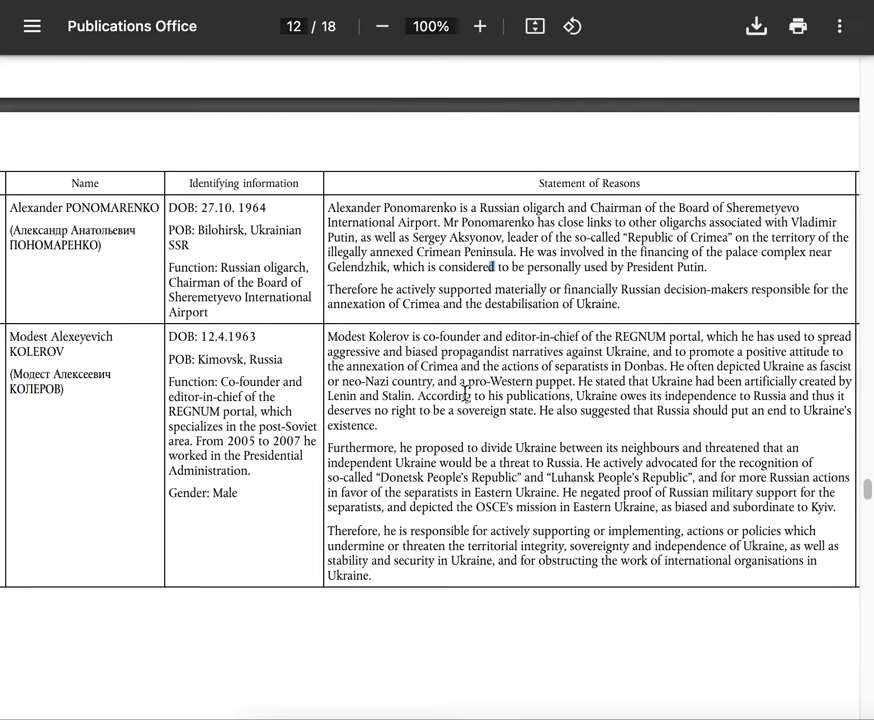 Publications Office
12 / 18
100%
Name
Identifying information
Statement of Reasons
Alexander PONOMARENKO
(Александр Анатольевич
ПОНОМАРЕНКО)
DOB: 27.10. 1964
POB: Bilohirsk, Ukrainian
SSR
Function: Russian oligarch,
Chairman of the Board of
Sheremetyevo International
Airport
Alexander Ponomarenko is a Russian oligarch and Chairman of the Board of Sheremetyevo
International Airport. Mr Ponomarenko has close links to other oligarchs associated with Vladimir
Putin, as well as Sergey Aksyonov, leader of the so-called “Republic of Crimea” on the territory of the
illegally annexed Crimean Peninsula. He was involved in the financing of the palace complex near
Gelendzhik, which is considered to be personally used by President Putin.
Therefore he actively supported materially or financially Russian decision-makers responsible for the
annexation of Crimea and the destabilisation of Ukraine.
Modest Alexeyevich
KOLEROV
(Модест Алексеевич
КОЛЕРОВ)
DOB: 12.4.1963
POB: Kimovsk, Russia
Function: Co-founder and
editor-in-chief of the
REGNUM portal, which
specializes in the post-Soviet
area. From 2005 to 2007 he
worked in the Presidential
Administration.
Gender: Male
Modest Kolerov is co-founder and editor-in-chief of the REGNUM portal, which he has used to spread
aggressive and biased propagandist narratives against Ukraine, and to promote a positive attitude to
the annexation of Crimea and the actions of separatists in Donbas. He often depicted Ukraine as fascist
or neo-Nazi country, and a pro-Western puppet. He stated that Ukraine had been artificially created by
Lenin and Stalin. According to his publications, Ukraine owes its independence to Russia and thus it
deserves no right to be a sovereign state. He also suggested that Russia should put an end to Ukraine’s
existence.
Furthermore, he proposed to divide Ukraine between its neighbours and threatened that an
independent Ukraine would be a threat to Russia. He actively advocated for the recognition of
so-called “Donetsk People’s Republic” and “Luhansk People’s Republic”, and for more Russian actions
in favor of the separatists in Eastern Ukraine. He negated proof of Russian military support for the
separatists, and depicted the OSCE’s mission in Eastern Ukraine, as biased and subordinate to Kyiv.
Therefore, he is responsible for actively supporting or implementing, actions or policies which
undermine or threaten the territorial integrity, sovereignty and independence of Ukraine, as well as
stability and security in Ukraine, and for obstructing the work of international organisations in
Ukraine.